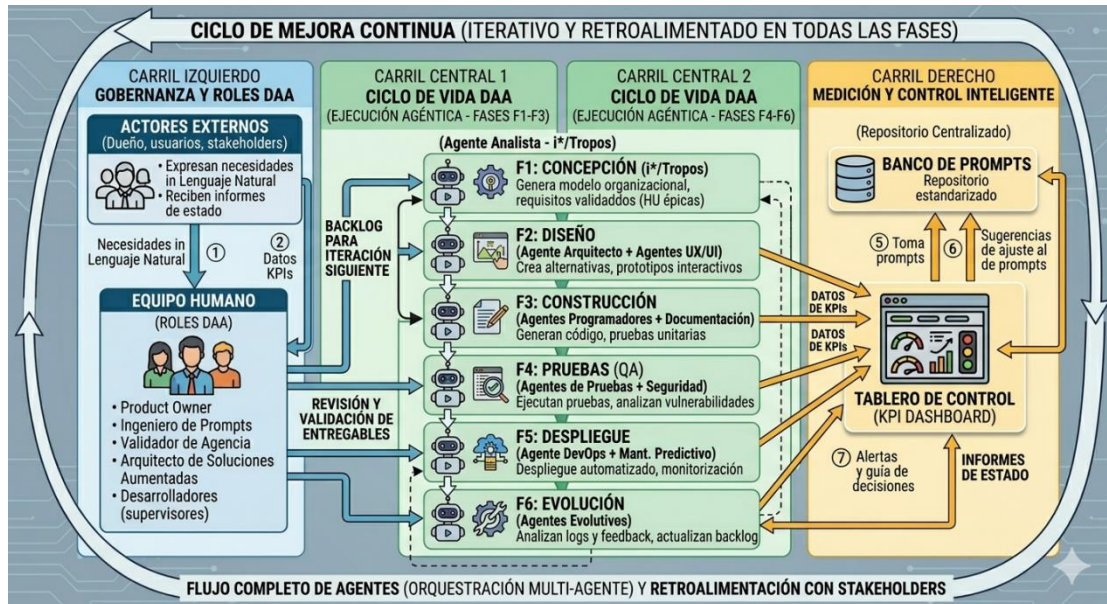 CICLO DE MEJORA CONTINUA (ITERATIVO Y RETROALIMENTADO EN TODAS LAS FASES)
CARRIL IZQUIERDO
GOBERNANZA Y ROLES DAA
ACTORES EXTERNOS
(Dueño, usuarios, stakeholders)
• Expresan necesidades
in Lenguaje Natural
• Reciben informes
de estado
Necesidades in
Lenguaje Natural
①
②
Datos
KPIs
EQUIPO HUMANO
(ROLES DAA)
• Product Owner
• Ingeniero de Prompts
• Validador de Agencia
• Arquitecto de Soluciones
Aumentadas
• Desarrolladores
(supervisores)
BACKLOG
PARA
ITERACIÓN
SIGUIENTE
REVISIÓN Y
VALIDACIÓN DE
ENTREGABLES
CARRIL CENTRAL 1
CICLO DE VIDA DAA
(EJECUCIÓN AGÉNTICA - FASES F1-F3)
CARRIL CENTRAL 2
CICLO DE VIDA DAA
(EJECUCIÓN AGÉNTICA - FASES F4-F6)
(Agente Analista - i*/Tropos)
F1: CONCEPCIÓN (i*/Tropos)
Genera modelo organizacional,
requisitos validaddos (HU épicas)
F2: DISEÑO
(Agente Arquitecto + Agentes UX/UI)
Crea alternativas, prototipos interactivos
F3: CONSTRUCCIÓN
(Agentes Programadores + Documentación)
Generan código, pruebas unitarias
F4: PRUEBAS (QA)
(Agentes de Pruebas + Seguridad)
Ejecutan pruebas, analizan vulnerabilidades
F5: DESPLIEGUE
(Agente DevOps + Mant. Predictivo)
Despliegue automatizado, monitorización
F6: EVOLUCIÓN
(Agentes Evolutivos)
Analizan logs y feedback, actualizan backlog
CARRIL DERECHO
MEDICIÓN Y CONTROL INTELIGENTE
(Repositorio Centralizado)
BANCO DE PROMPTS
Repositorio
estandarizado
⑤ Toma
prompts
⑥
Sugerencias
de ajuste al
de prompts
DATOS
DE KPIs
DATOS
DE KPIs
TABLERO DE CONTROL
(KPI DASHBOARD)
⑦ Alertas
y guía de
decisiones
INFORMES
DE ESTADO
FLUJO COMPLETO DE AGENTES (ORQUESTRACIÓN MULTI-AGENTE) Y RETROALIMENTACIÓN CON STAKEHOLDERS